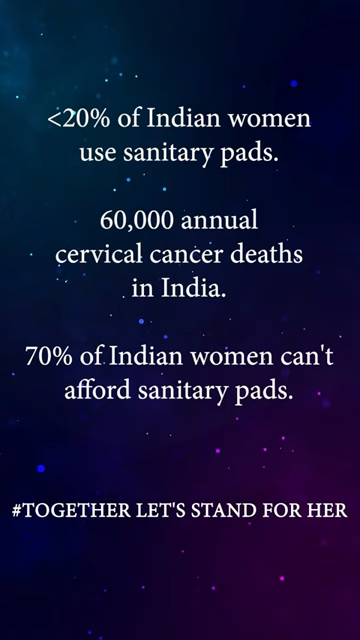 <20% of Indian women
use sanitary pads.
60,000 annual
cervical cancer deaths
in India.
70% of Indian women can't
afford sanitary pads.
#TOGETHER LET'S STAND FOR HER